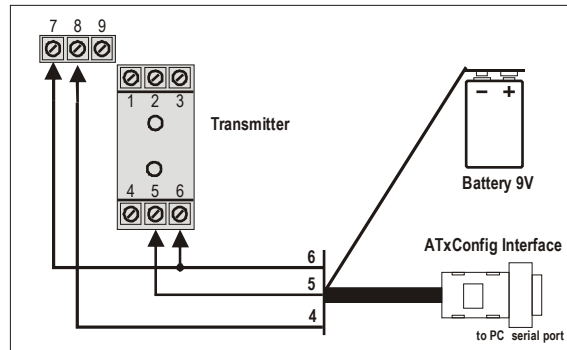 7 8 9
1 2 3
Transmitter
4 5 6
− +
Battery 9V
6
5
4
ATxConfig Interface
to PC serial port